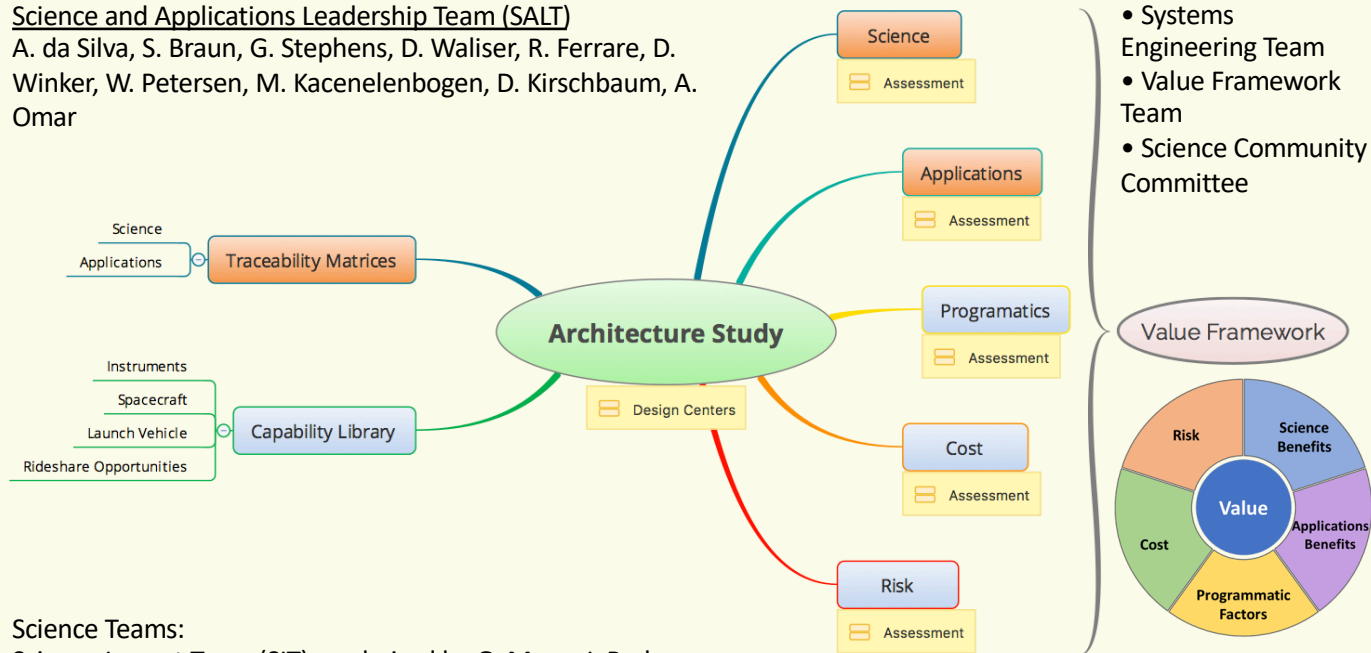 Science and Applications Leadership Team (SALT)
A. da Silva, S. Braun, G. Stephens, D. Waliser, R. Ferrare, D.
Winker, W. Petersen, M. Kacenelenbogen, D. Kirschbaum, A.
Omar
• Systems
Engineering Team
• Value Framework
Team
• Science Community
Committee
Science
Assessment
Applications
Assessment
Programatics
Assessment
Cost
Assessment
Risk
Assessment
Science
Applications
Traceability Matrices
Architecture Study
Design Centers
Instruments
Spacecraft
Launch Vehicle
Rideshare Opportunities
Capability Library
Value Framework
Risk
Science
Benefits
Value
Applications
Benefits
Cost
Programmatic
Factors
Science Teams: